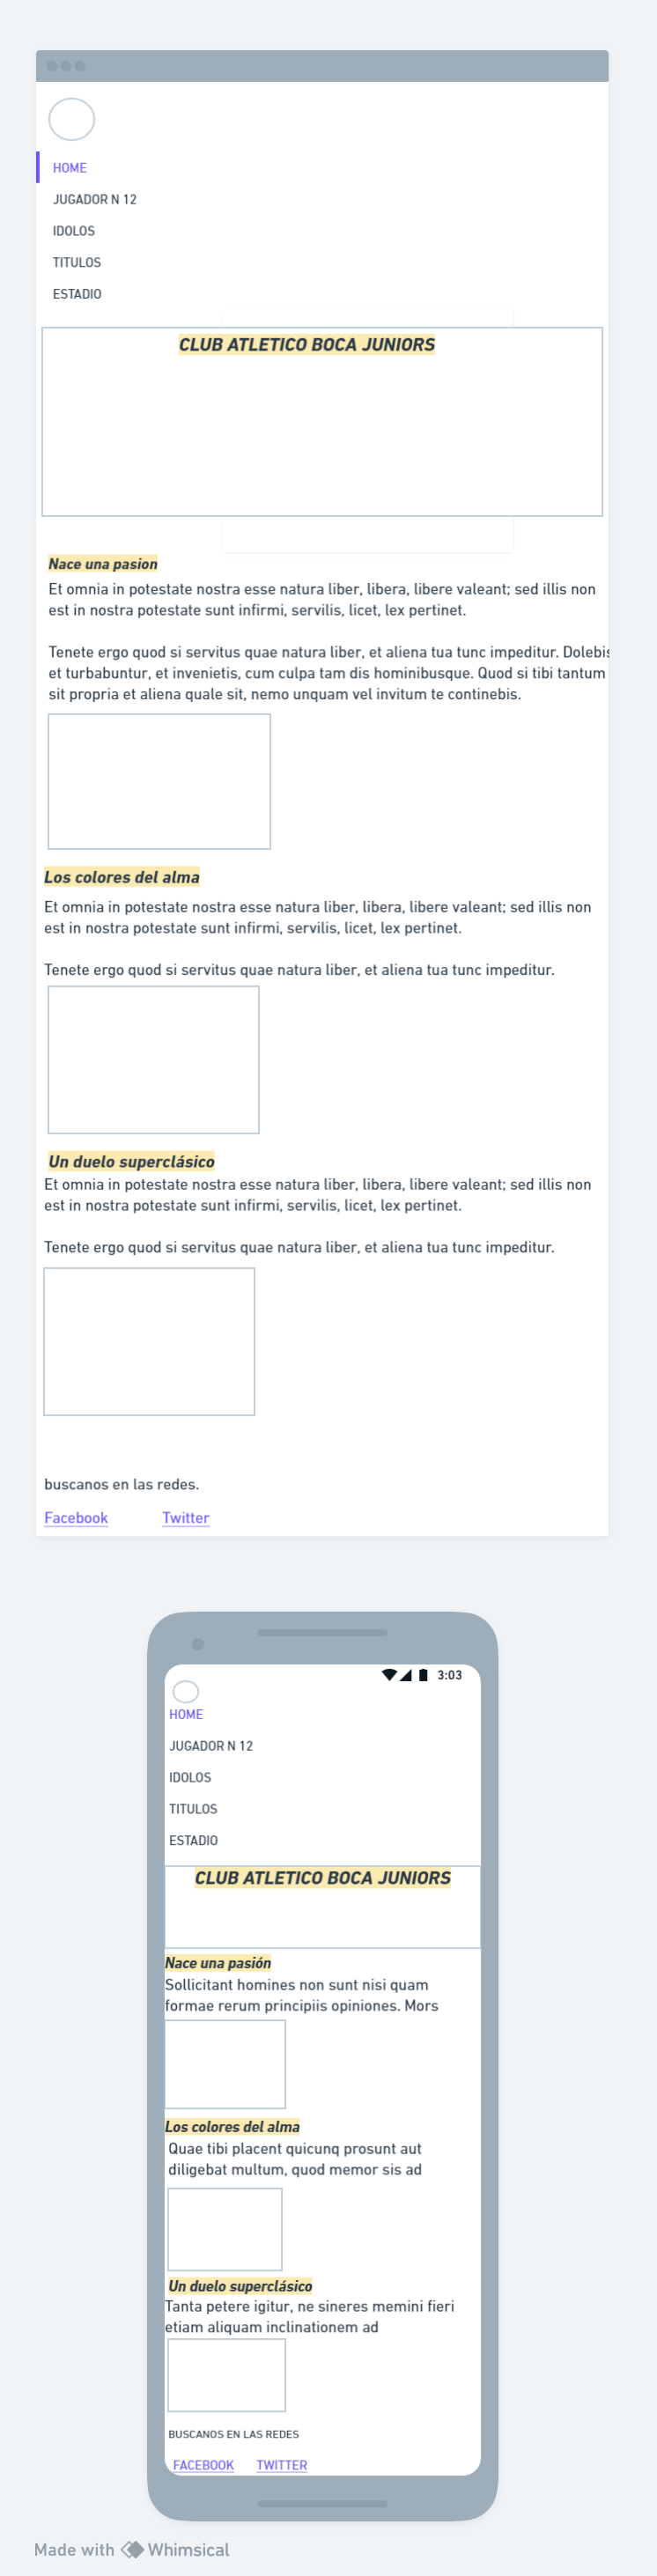 HOME
JUGADOR N 12
IDOLOS
TITULOS
ESTADIO
CLUB ATLETICO BOCA JUNIORS
Nace una pasion
Et omnia in potestate nostra esse natura liber, libera, libere valeant; sed illis non
est in nostra potestate sunt infirmi, servilis, licet, lex pertinet.
Tenete ergo quod si servitus quae natura liber, et aliena tua tunc impeditur. Dolebis
et turbabuntur, et invenietis, cum culpa tam dis hominibusque. Quod si tibi tantum
sit propria et aliena quale sit, nemo unquam vel invitum te continebis.
Los colores del alma
Et omnia in potestate nostra esse natura liber, libera, libere valeant; sed illis non
est in nostra potestate sunt infirmi, servilis, licet, lex pertinet.
Tenete ergo quod si servitus quae natura liber, et aliena tua tunc impeditur.
Un duelo superclásico
Et omnia in potestate nostra esse natura liber, libera, libere valeant; sed illis non
est in nostra potestate sunt infirmi, servilis, licet, lex pertinet.
Tenete ergo quod si servitus quae natura liber, et aliena tua tunc impeditur.
buscanos en las redes.
Facebook Twitter
3:03
HOME
JUGADOR N 12
IDOLOS
TITULOS
ESTADIO
CLUB ATLETICO BOCA JUNIORS
Nace una pasión
Sollicitant homines non sunt nisi quam
formae rerum principiis opiniones. Mors
Los colores del alma
Quae tibi placent quicunq prosunt aut
diligebat multum, quod memor sis ad
Un duelo superclásico
Tanta petere igitur, ne sineres memini fieri
etiam aliquam inclinationem ad
BUSCANOS EN LAS REDES
FACEBOOK TWITTER
Made with Whimsical